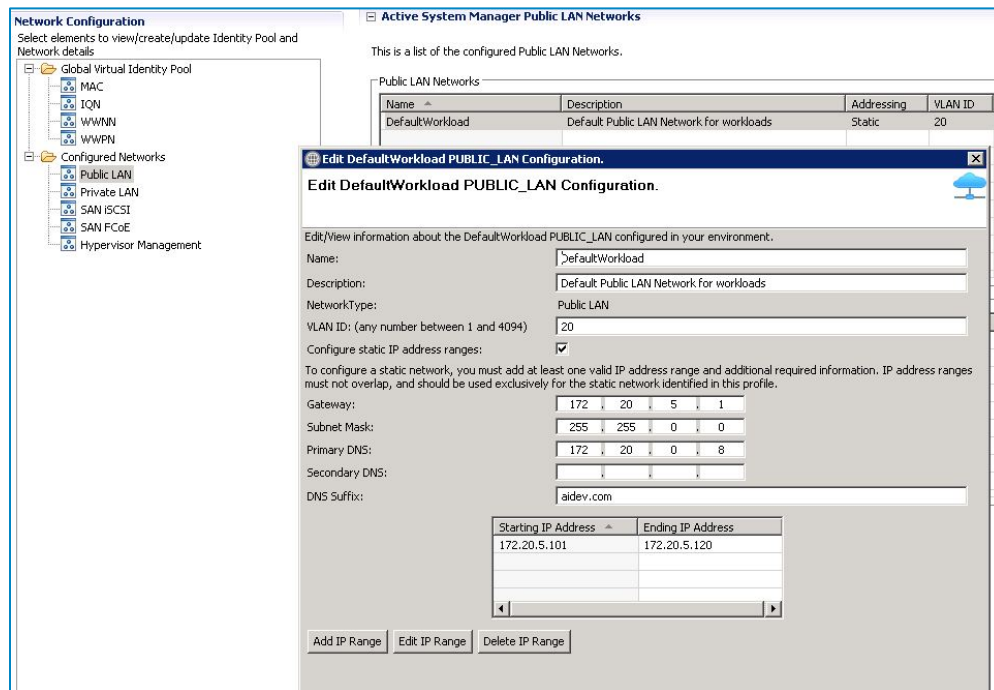 Network Configuration
Select elements to view/create/update Identity Pool and
Network details
Global Virtual Identity Pool
MAC
IQN
WWNN
WWPN
Configured Networks
Public LAN
Private LAN
SAN iSCSI
SAN FCoE
Hypervisor Management
Active System Manager Public LAN Networks
This is a list of the configured Public LAN Networks.
Public LAN Networks
Name Description Addressing VLAN ID
DefaultWorkload Default Public LAN Network for workloads Static 20
Edit DefaultWorkload PUBLIC_LAN Configuration.
Edit DefaultWorkload PUBLIC_LAN Configuration.
Edit/View information about the DefaultWorkload PUBLIC_LAN configured in your environment.
Name: DefaultWorkload
Description: Default Public LAN Network for workloads
NetworkType: Public LAN
VLAN ID: (any number between 1 and 4094) 20
Configure static IP address ranges:
To configure a static network, you must add at least one valid IP address range and additional required information. IP address ranges
must not overlap, and should be used exclusively for the static network identified in this profile.
Gateway: 172 . 20 . 5 . 1
Subnet Mask: 255 . 255 . 0 . 0
Primary DNS: 172 . 20 . 0 . 8
Secondary DNS: . . .
DNS Suffix: aidev.com
Starting IP Address Ending IP Address
172.20.5.101 172.20.5.120
Add IP Range Edit IP Range Delete IP Range